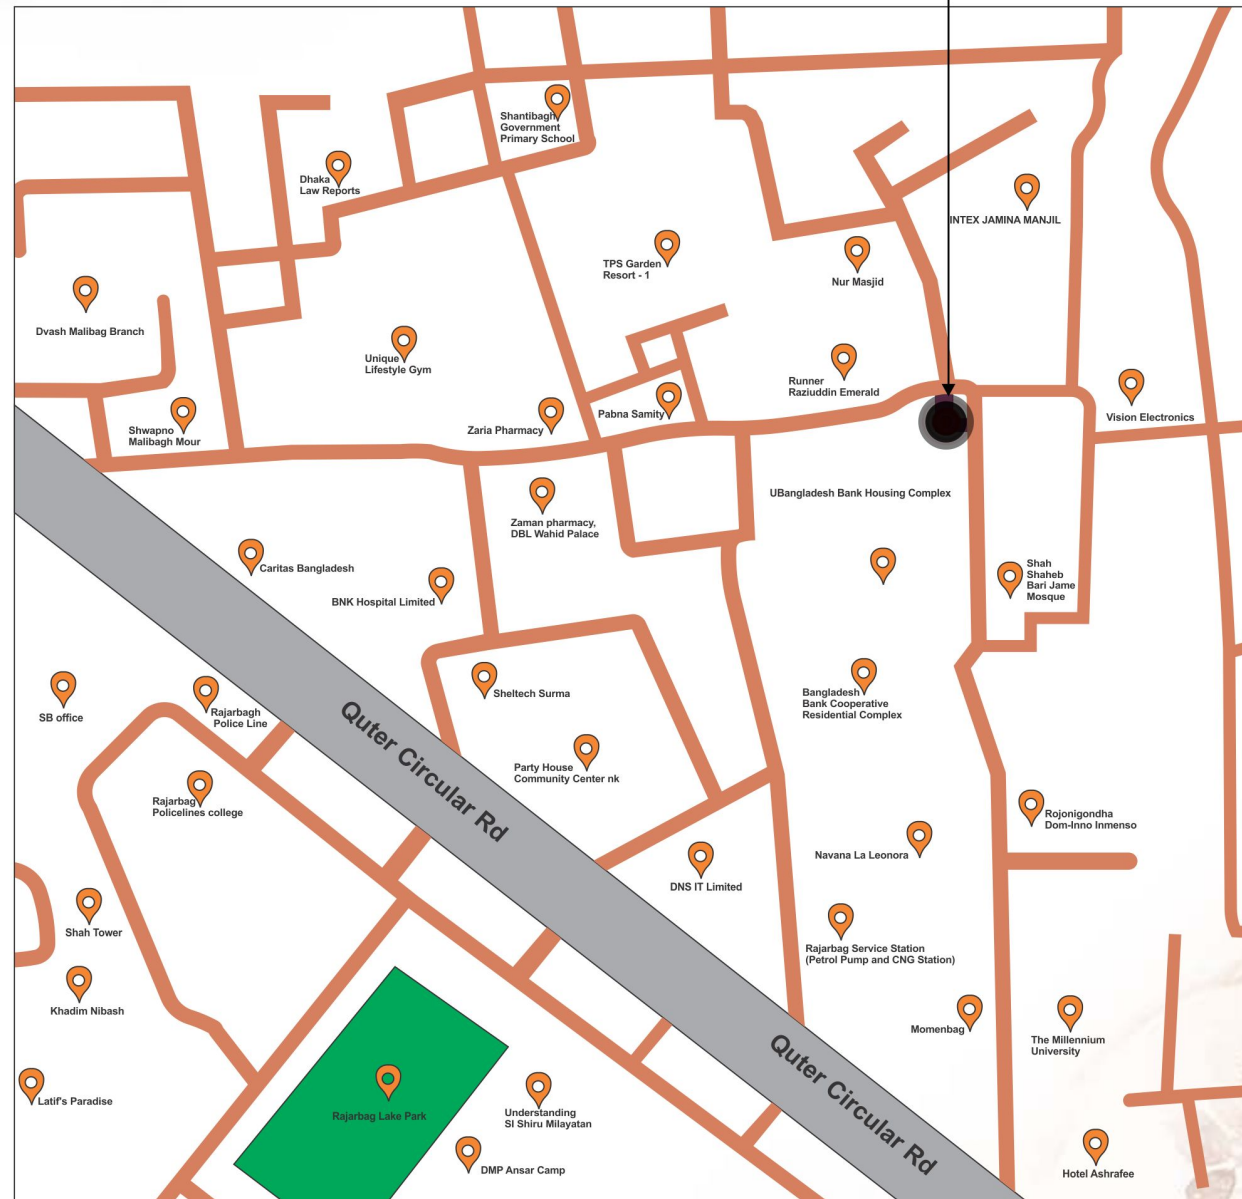 Shantibagh
Government
Primary School
Dhaka
Law Reports
INTEX JAMINA MANJIL
TPS Garden
Resort - 1
Nur Masjid
Dvash Malibag Branch
Unique
Lifestyle Gym
Runner
Raziuddin Emerald
Pabna Samity
Vision Electronics
Shwapno
Malibagh Mour
Zaria Pharmacy
UBangladesh Bank Housing Complex
Zaman pharmacy,
DBL Wahid Palace
Caritas Bangladesh
BNK Hospital Limited
Shah
Shaheb
Bari Jame
Mosque
Sheltech Surma
Bangladesh
Bank Cooperative
Residential Complex
SB office
Rajarbagh
Police Line
Quter Circular Rd
Party House
Community Center nk
Rajarbag
Policelines college
Rojonigondha
Dom-Inno Inmenso
Navana La Leonora
DNS IT Limited
Shah Tower
Rajarbag Service Station
(Petrol Pump and CNG Station)
Khadim Nibash
Momenbag
The Millennium
University
Quter Circular Rd
Latif's Paradise
Rajarbag Lake Park
Understanding
SI Shiru Milayatan
DMP Ansar Camp
Hotel Ashrafee